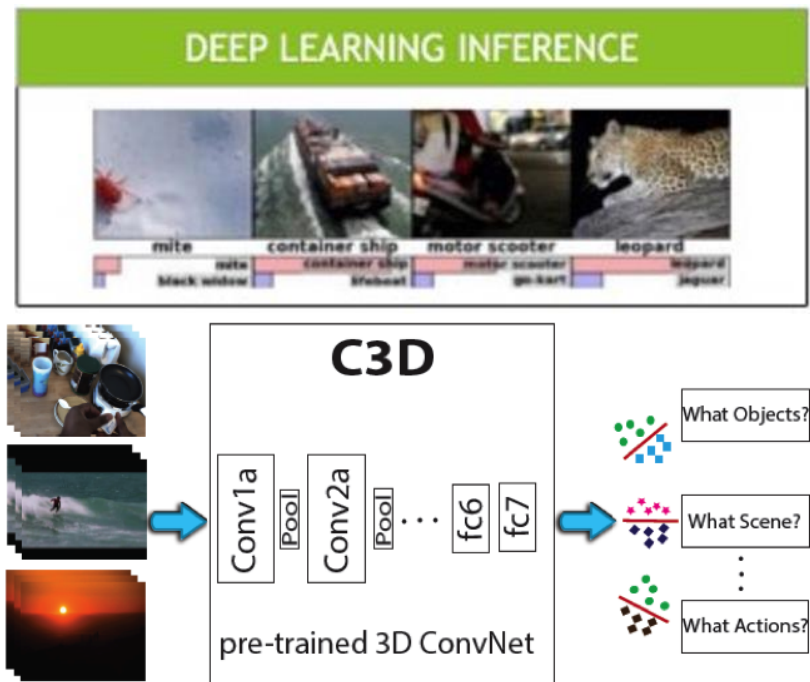 DEEP LEARNING INFERENCE
mite
container ship
motor scooter
leopard
mite
container ship
motor scooter
leopard
black widow
lifeboat
go-kart
jaguar
C3D
Conv1a
Pool
Conv2a
Pool
...
fc6
fc7
pre-trained 3D ConvNet
What Objects?
What Scene?
What Actions?